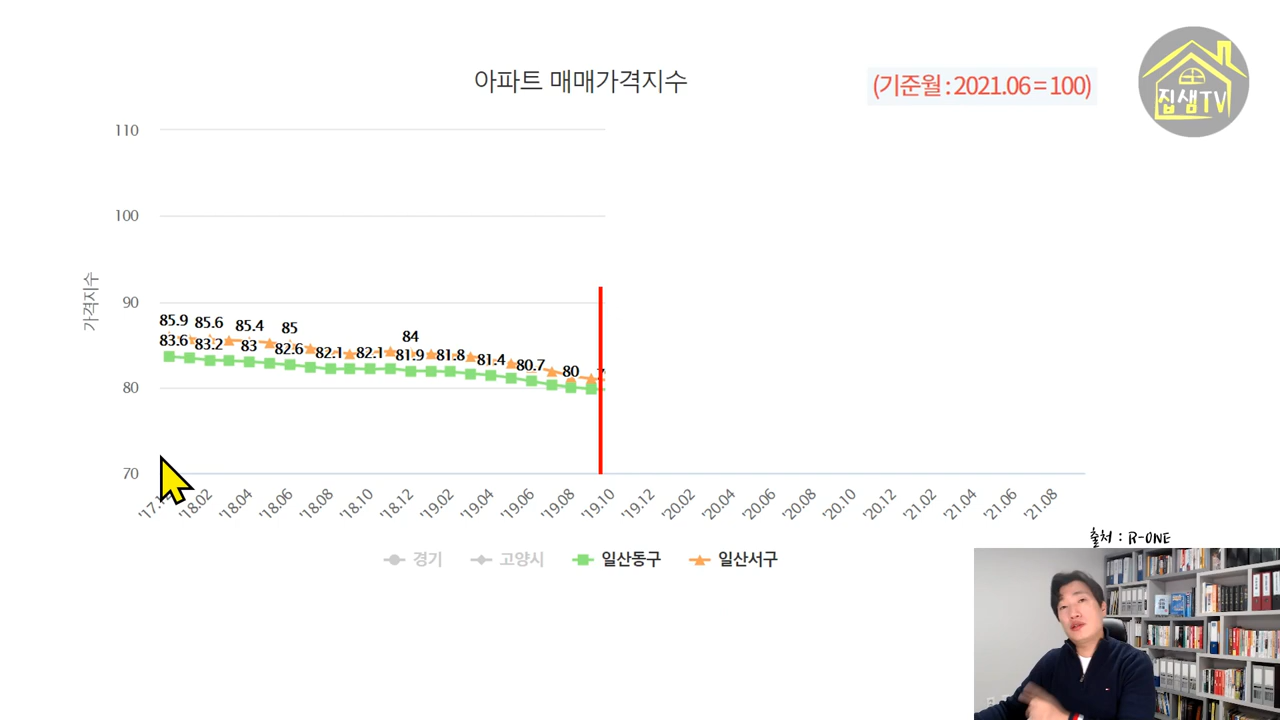 아파트 매매가격지수
(기준월 : 2021.06 = 100)
집샘TV
110
100
90
80
70
가격지수
85.9 85.6 85.4 85 84
83.6 83.2 83 82.6 82.1 82.1 81.9 81.8 81.4 80.7 80
'18.02 '18.04 '18.06 '18.08 '18.10 '18.12 '19.02 '19.04 '19.06 '19.08 '19.10 '19.12 '20.02 '20.04 '20.06 '20.08 '20.10 '20.12 '21.02 '21.04 '21.06 '21.08
경기 고양시 일산동구 일산서구
출처 : R-ONE